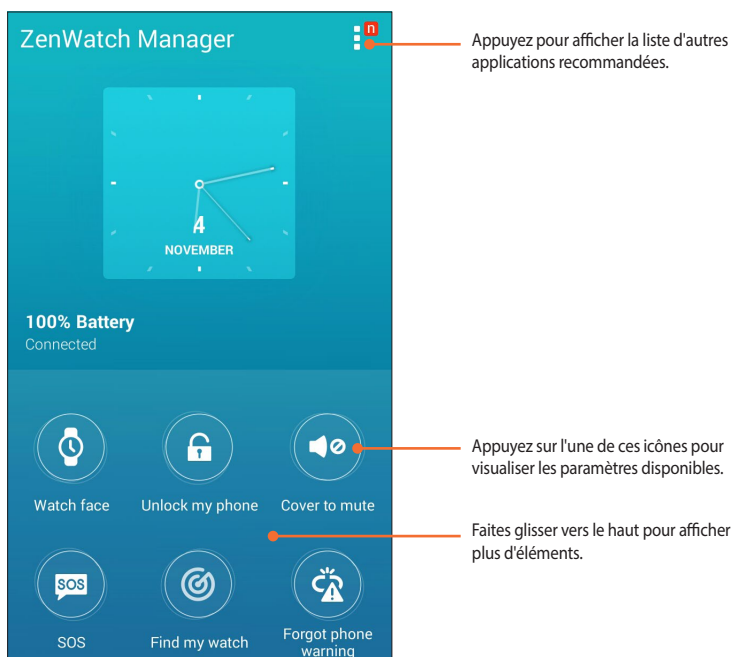 ZenWatch Manager
n
Appuyez pour afficher la liste d'autres
applications recommandées.
4
NOVEMBER
100% Battery
Connected
Appuyez sur l'une de ces icônes pour
visualiser les paramètres disponibles.
Watch face
Unlock my phone
Cover to mute
Faites glisser vers le haut pour afficher
plus d'éléments.
SOS
SOS
Find my watch
Forgot phone
warning